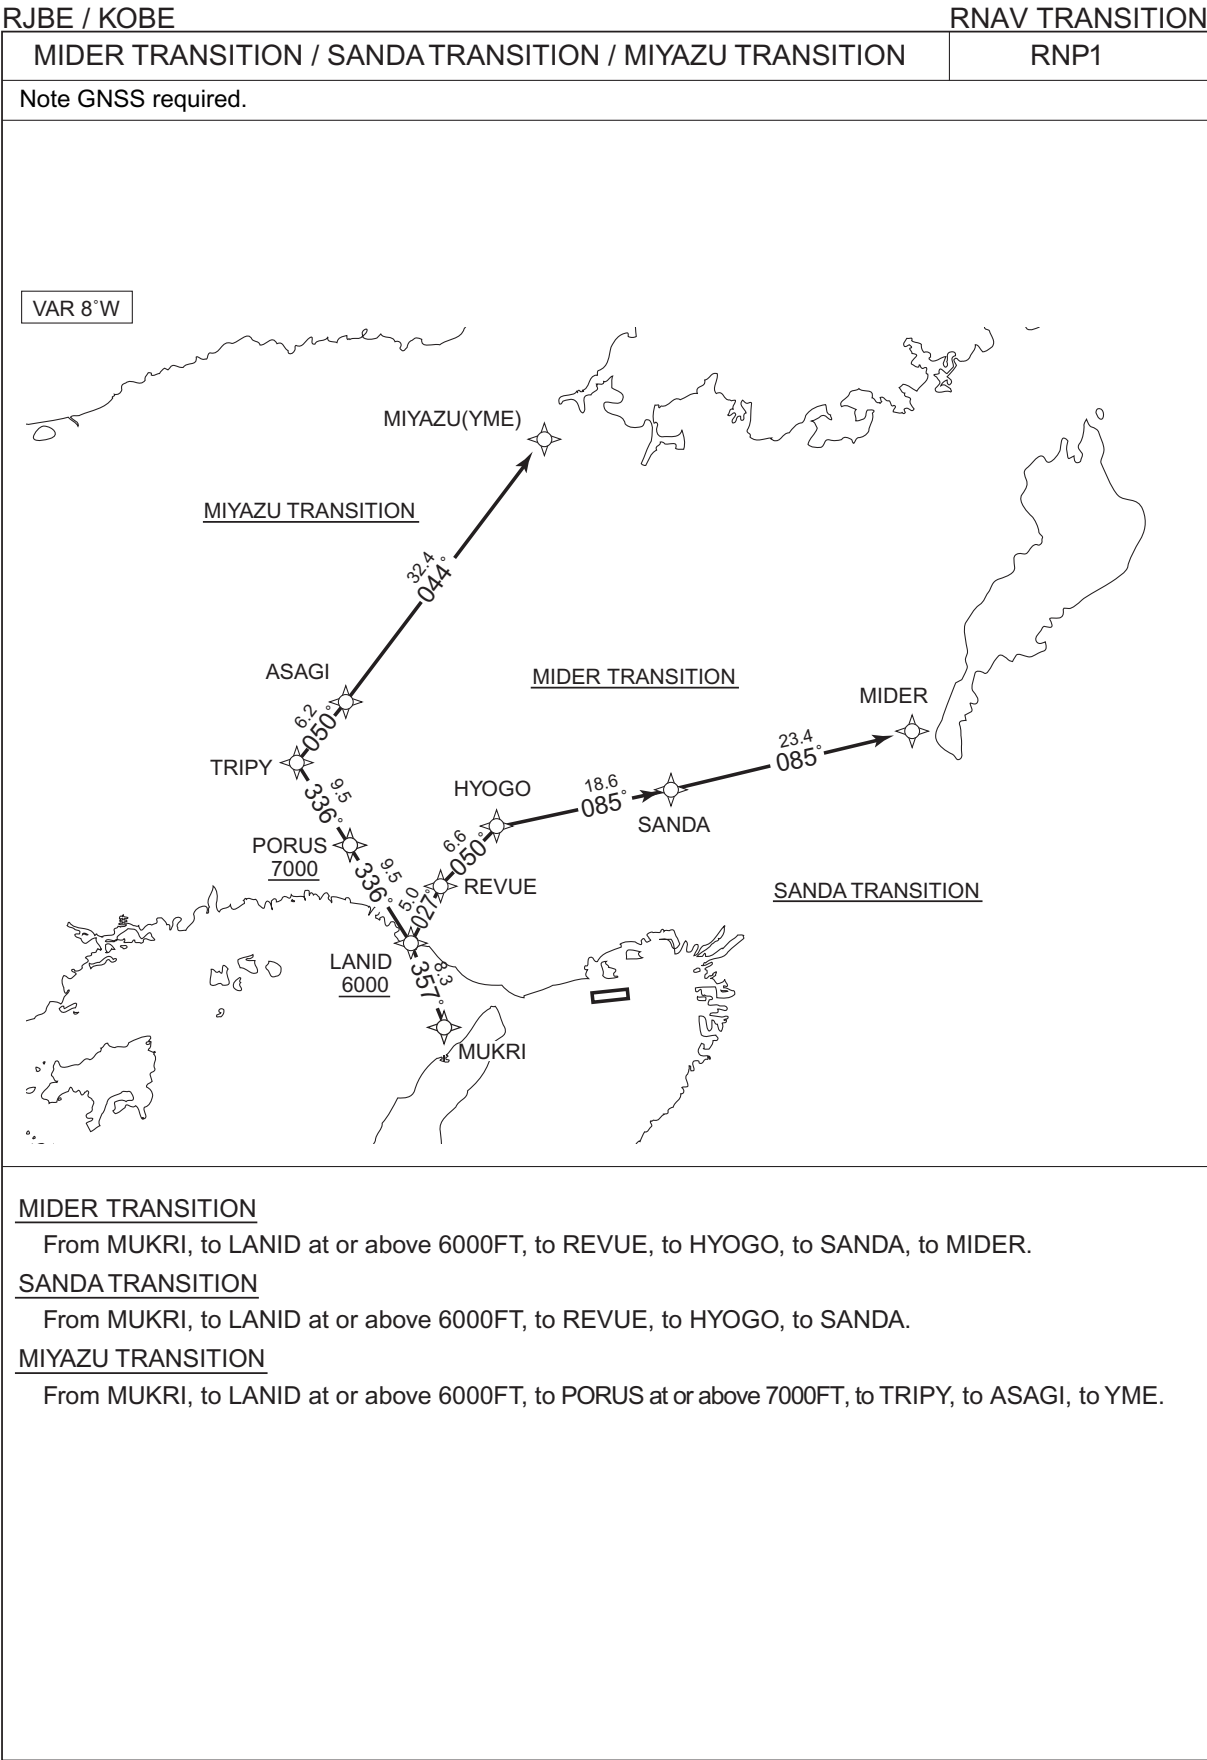 RJBE / KOBE
RNAV TRANSITION
MIDER TRANSITION / SANDA TRANSITION / MIYAZU TRANSITION
RNP1
Note GNSS required.
VAR 8˚W
MIYAZU(YME)
MIYAZU TRANSITION
32.4
044˚
ASAGI
MIDER TRANSITION
MIDER
6.2
050˚
23.4
085˚
TRIPY
HYOGO
18.6
085˚
9.5
336˚
SANDA
PORUS
7000
6.6
050˚
9.5
336˚
REVUE
SANDA TRANSITION
5.0
027˚
LANID
6000
8.3
357˚
MUKRI
MIDER TRANSITION
From MUKRI, to LANID at or above 6000FT, to REVUE, to HYOGO, to SANDA, to MIDER.
SANDA TRANSITION
From MUKRI, to LANID at or above 6000FT, to REVUE, to HYOGO, to SANDA.
MIYAZU TRANSITION
From MUKRI, to LANID at or above 6000FT, to PORUS at or above 7000FT, to TRIPY, to ASAGI, to YME.